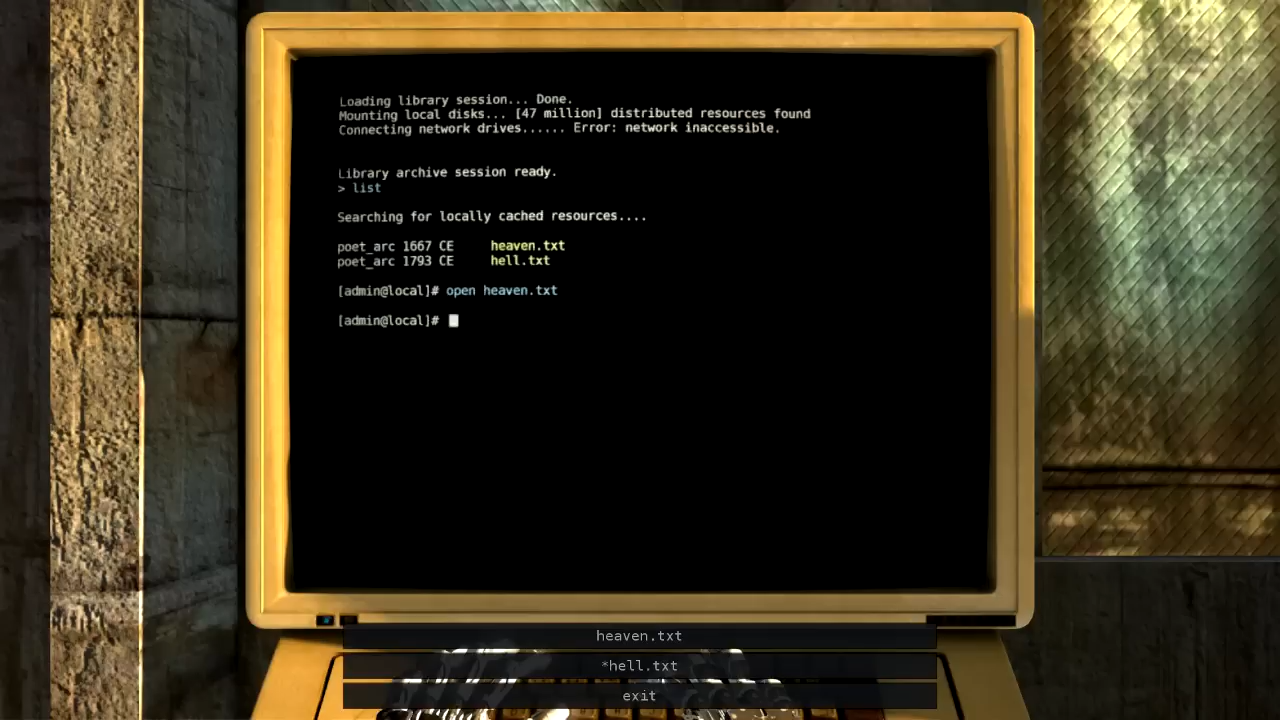 Loading library session... Done.
Mounting local disks... [47 million] distributed resources found
Connecting network drives...... Error: network inaccessible.
Library archive session ready.
> list
Searching for locally cached resources....
poet_arc 1667 CE heaven.txt
poet_arc 1793 CE hell.txt
[admin@local]# open heaven.txt
[admin@local]#
heaven.txt
*hell.txt
exit